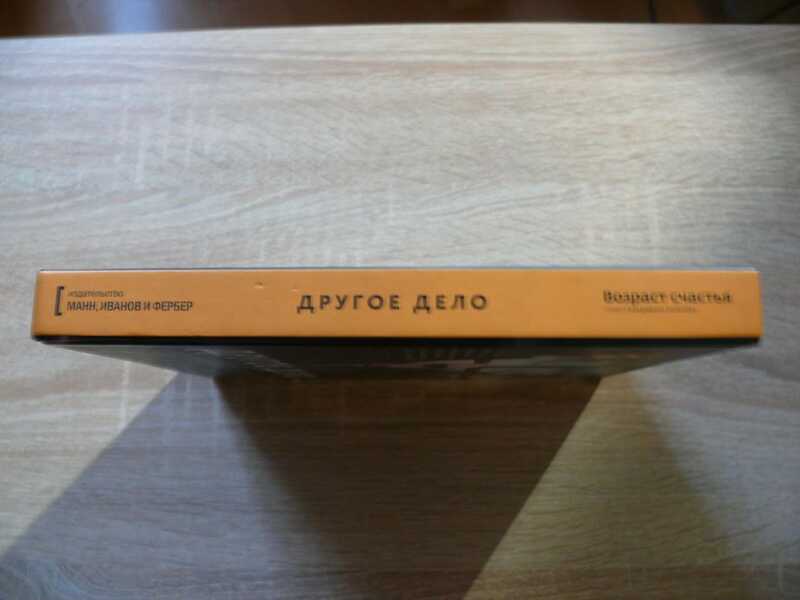 издательство
МАНН, ИВАНОВ И ФЕРБЕР
ДРУГОЕ ДЕЛО
Возраст счастья